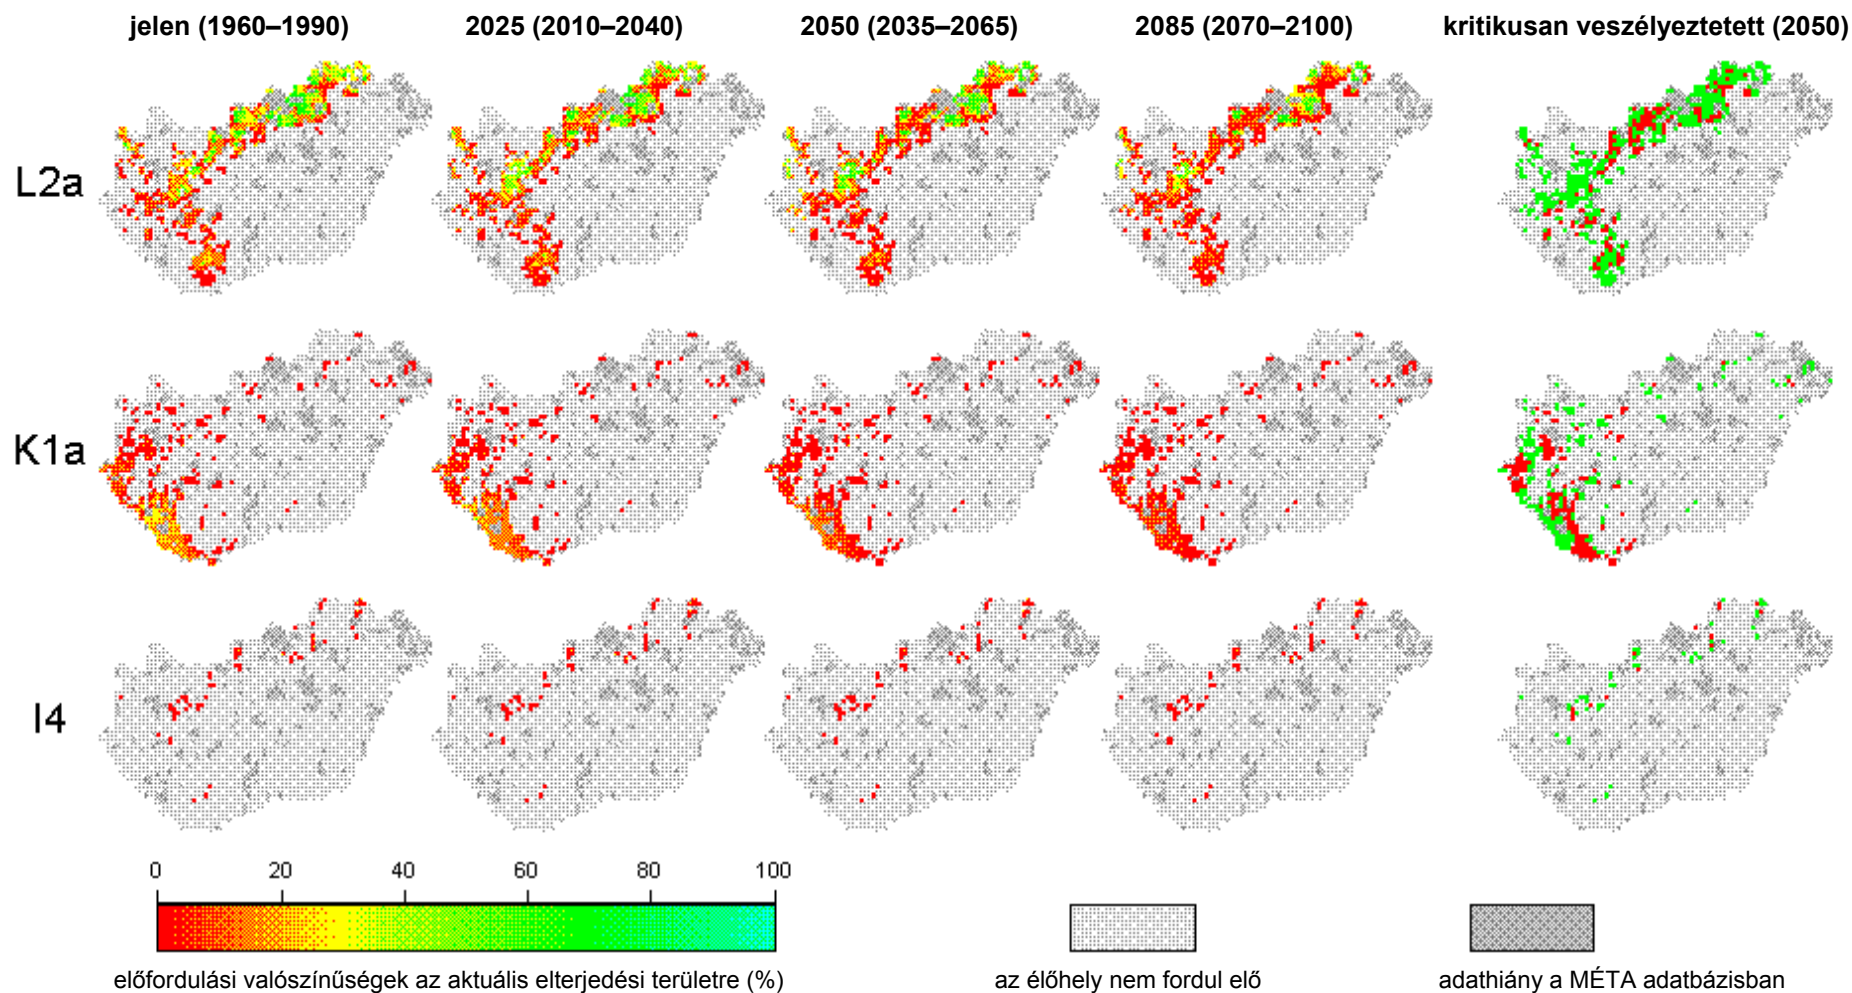 jelen (1960–1990) 2025 (2010–2040) 2050 (2035–2065) 2085 (2070–2100) kritikusan veszélyeztetett (2050)
L2a
K1a
I4
0 20 40 60 80 100
előfordulási valószínűségek az aktuális elterjedési területre (%) az élőhely nem fordul elő adathiány a MÉTA adatbázisban